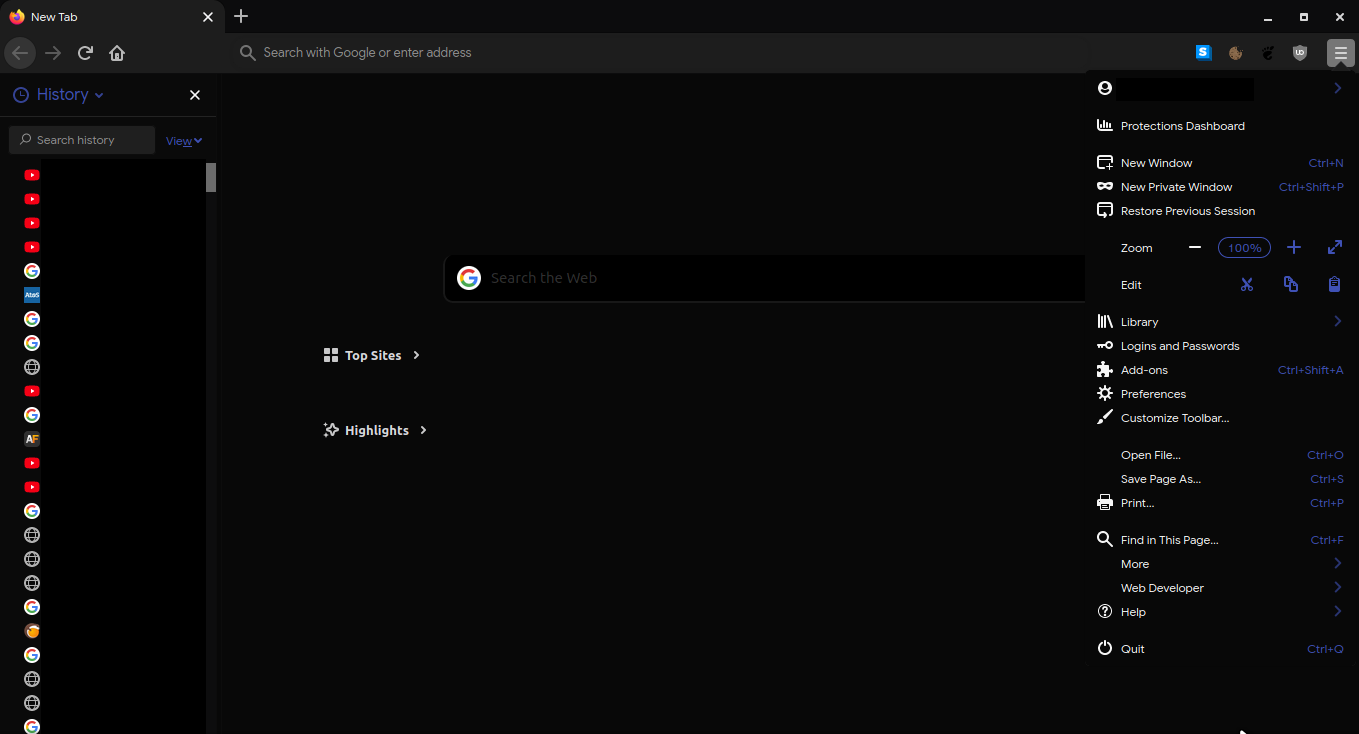 New Tab
Search with Google or enter address
S
UD
History
Search history
View
Atos
AF
Search the Web
Top Sites
Highlights
Protections Dashboard
New Window Ctrl+N
New Private Window Ctrl+Shift+P
Restore Previous Session
Zoom 100%
Edit
Library
Logins and Passwords
Add-ons Ctrl+Shift+A
Preferences
Customize Toolbar...
Open File... Ctrl+O
Save Page As... Ctrl+S
Print... Ctrl+P
Find in This Page... Ctrl+F
More
Web Developer
Help
Quit Ctrl+Q